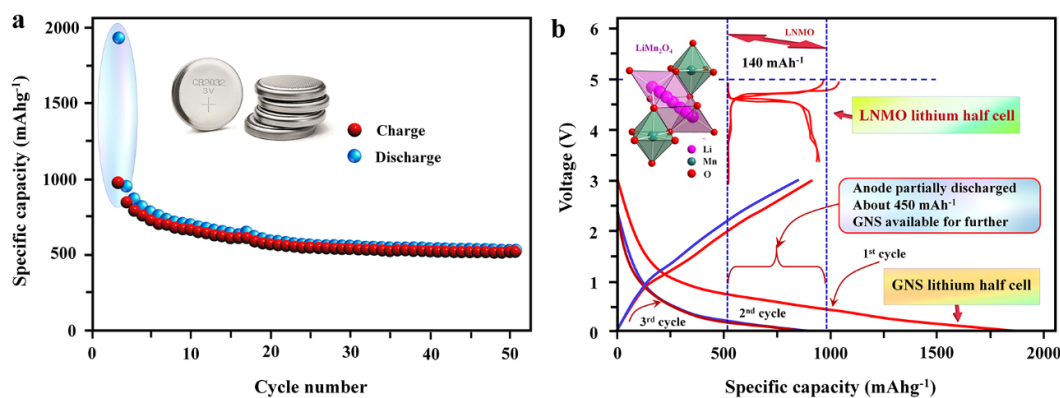 a
2000
1500
1000
500
0
Specific capacity (mAhg⁻¹)
CR2032
3V
Charge
Discharge
0 10 20 30 40 50
Cycle number
b
6
5
4
3
2
1
0
Voltage (V)
LiMn₂O₄
Li
Mn
O
LNMO
140 mAh⁻¹
LNMO lithium half cell
Anode partially discharged
About 450 mAh⁻¹
GNS available for further
1ˢᵗ cycle
GNS lithium half cell
2ⁿᵈ cycle
3ʳᵈ cycle
0 500 1000 1500 2000
Specific capacity (mAhg⁻¹)